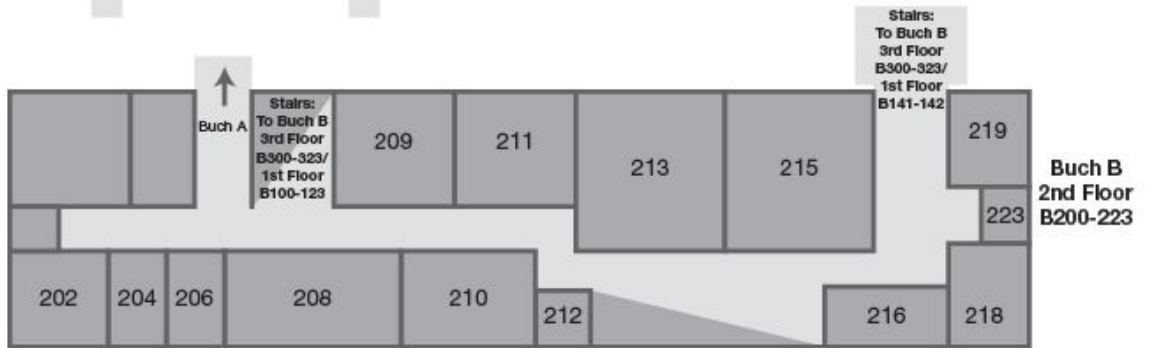 Stairs:
To Buch B
3rd Floor
B300-323/
1st Floor
B141-142
Buch A
Stairs:
To Buch B
3rd Floor
B300-323/
1st Floor
B100-123
209
211
213
215
219
223
Buch B
2nd Floor
B200-223
202
204
206
208
210
212
216
218